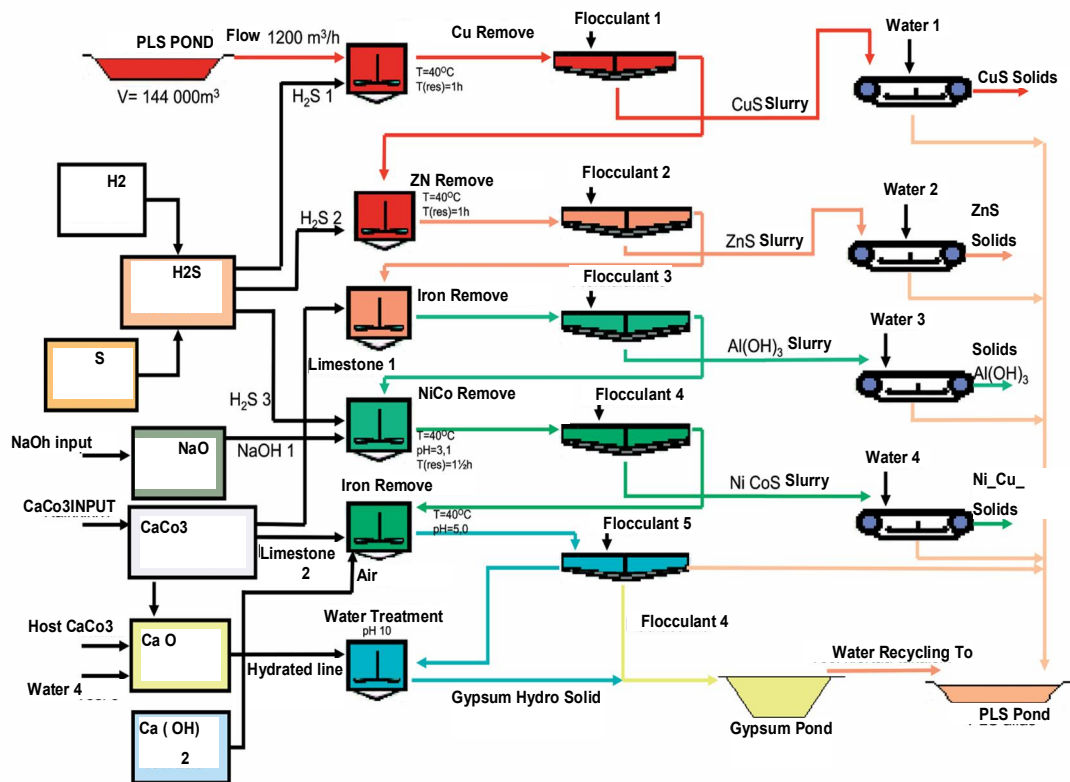 Flocculant 1
PLS POND
Flow 1200 m³/h
Cu Remove
Water 1
T=40°C
T(res)=1h
CuS Solids
V= 144 000m³
H₂S 1
CuS Slurry
H2
ZN Remove
T=40°C
T(res)=1h
Flocculant 2
Water 2
H₂S 2
ZnS Slurry
ZnS
Solids
H2S
Iron Remove
Flocculant 3
Water 3
S
Limestone 1
Al(OH)₃ Slurry
Solids
Al(OH)₃
H₂S 3
NiCo Remove
Flocculant 4
T=40°C
pH=3,1
T(res)=1½h
NaOh input
NaO
NaOH 1
Water 4
Iron Remove
Ni CoS Slurry
Ni_Cu_
Solids
CaCo3INPUT
CaCo3
T=40°C
pH=5,0
Limestone
2
Flocculant 5
Air
Water Treatment
pH 10
Host CaCo3
Ca O
Flocculant 4
Water 4
Hydrated line
Gypsum Hydro Solid
Water Recycling To
Ca ( OH)
2
Gypsum Pond
PLS Pond